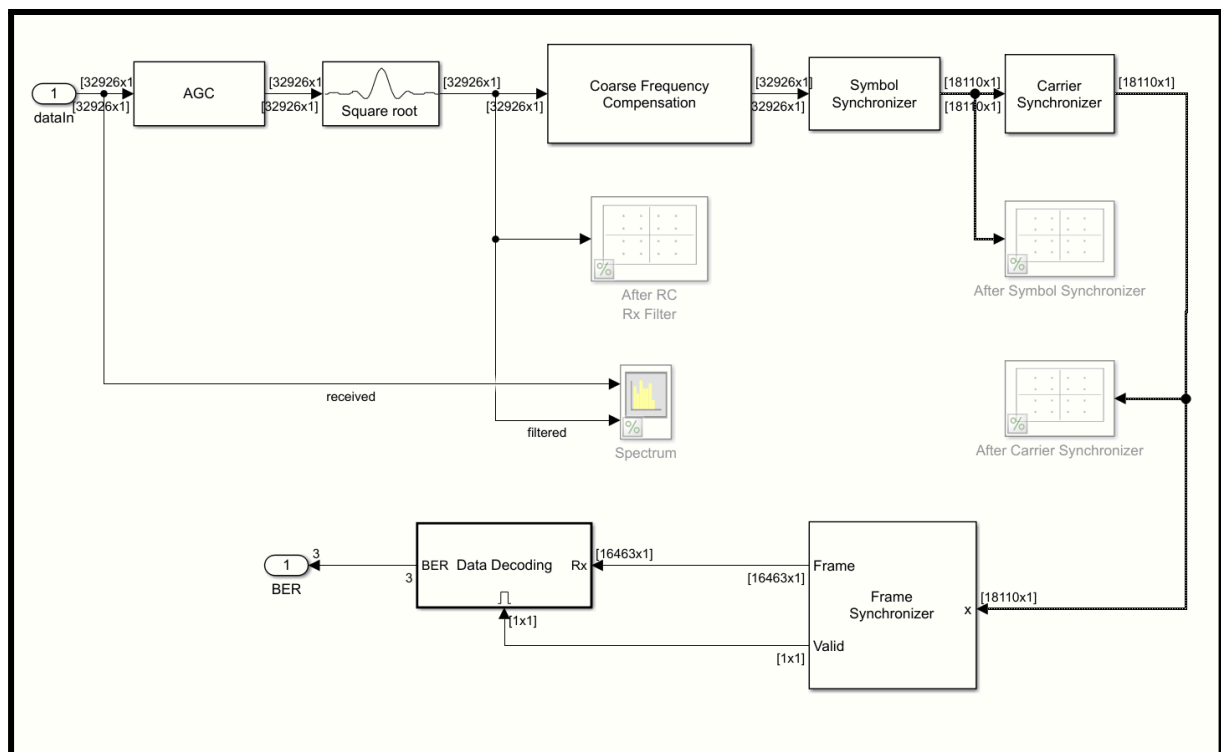 [32926x1
[32926x1
[32926x1]
[32926x1]
[18110x1]
[18110x1]
1
AGC
Square root
Coarse Frequency
Compensation
Symbol
Synchronizer
Carrier
Synchronizer
[32926x1]
[32926x1]
[32926x1]
32926x1]
[18110x1]
dataIn
After RC
Rx Filter
After Symbol Synchronizer
received
filtered
Spectrum
After Carrier Synchronizer
1
BER
3
3
BER
Data Decoding
Rx
[16463x1]
[16463x1]
[1x1]
[1x1]
Frame
Valid
Frame
Synchronizer
x
[18110x1]
%
%
%
%